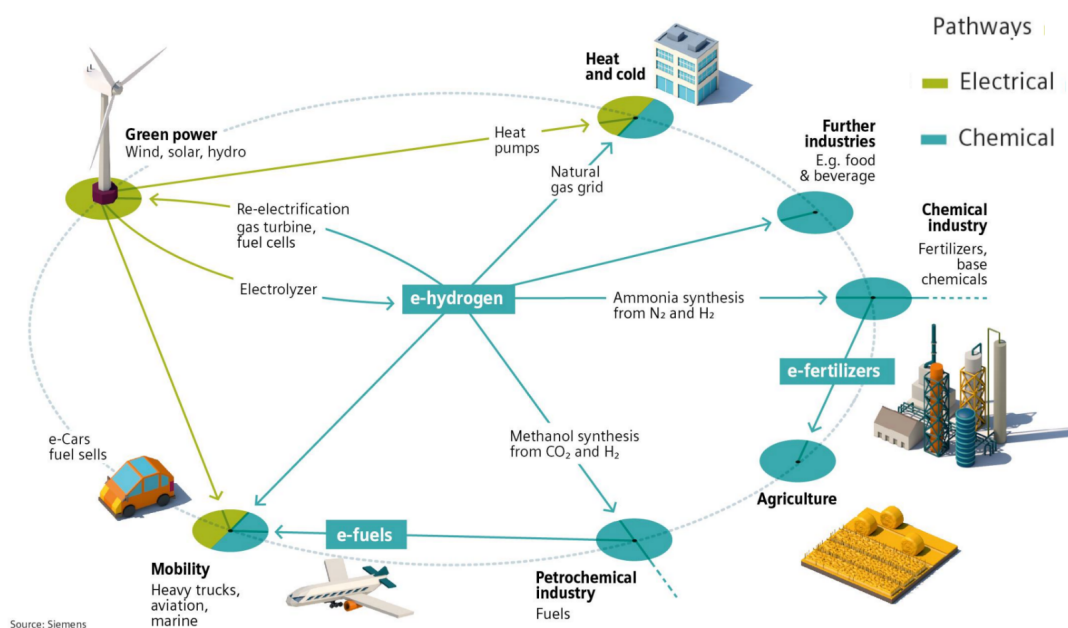 Pathways
Electrical
Chemical
Heat
and cold
Green power
Wind, solar, hydro
Heat
pumps
Further
industries
E.g. food
& beverage
Natural
gas grid
Re-electrification
gas turbine,
fuel cells
Chemical
industry
Fertilizers,
base
chemicals
Electrolyzer
e-hydrogen
Ammonia synthesis
from N₂ and H₂
e-fertilizers
e-Cars
fuel sells
Methanol synthesis
from CO₂ and H₂
Agriculture
e-fuels
Mobility
Heavy trucks,
aviation,
marine
Petrochemical
industry
Fuels
Source: Siemens